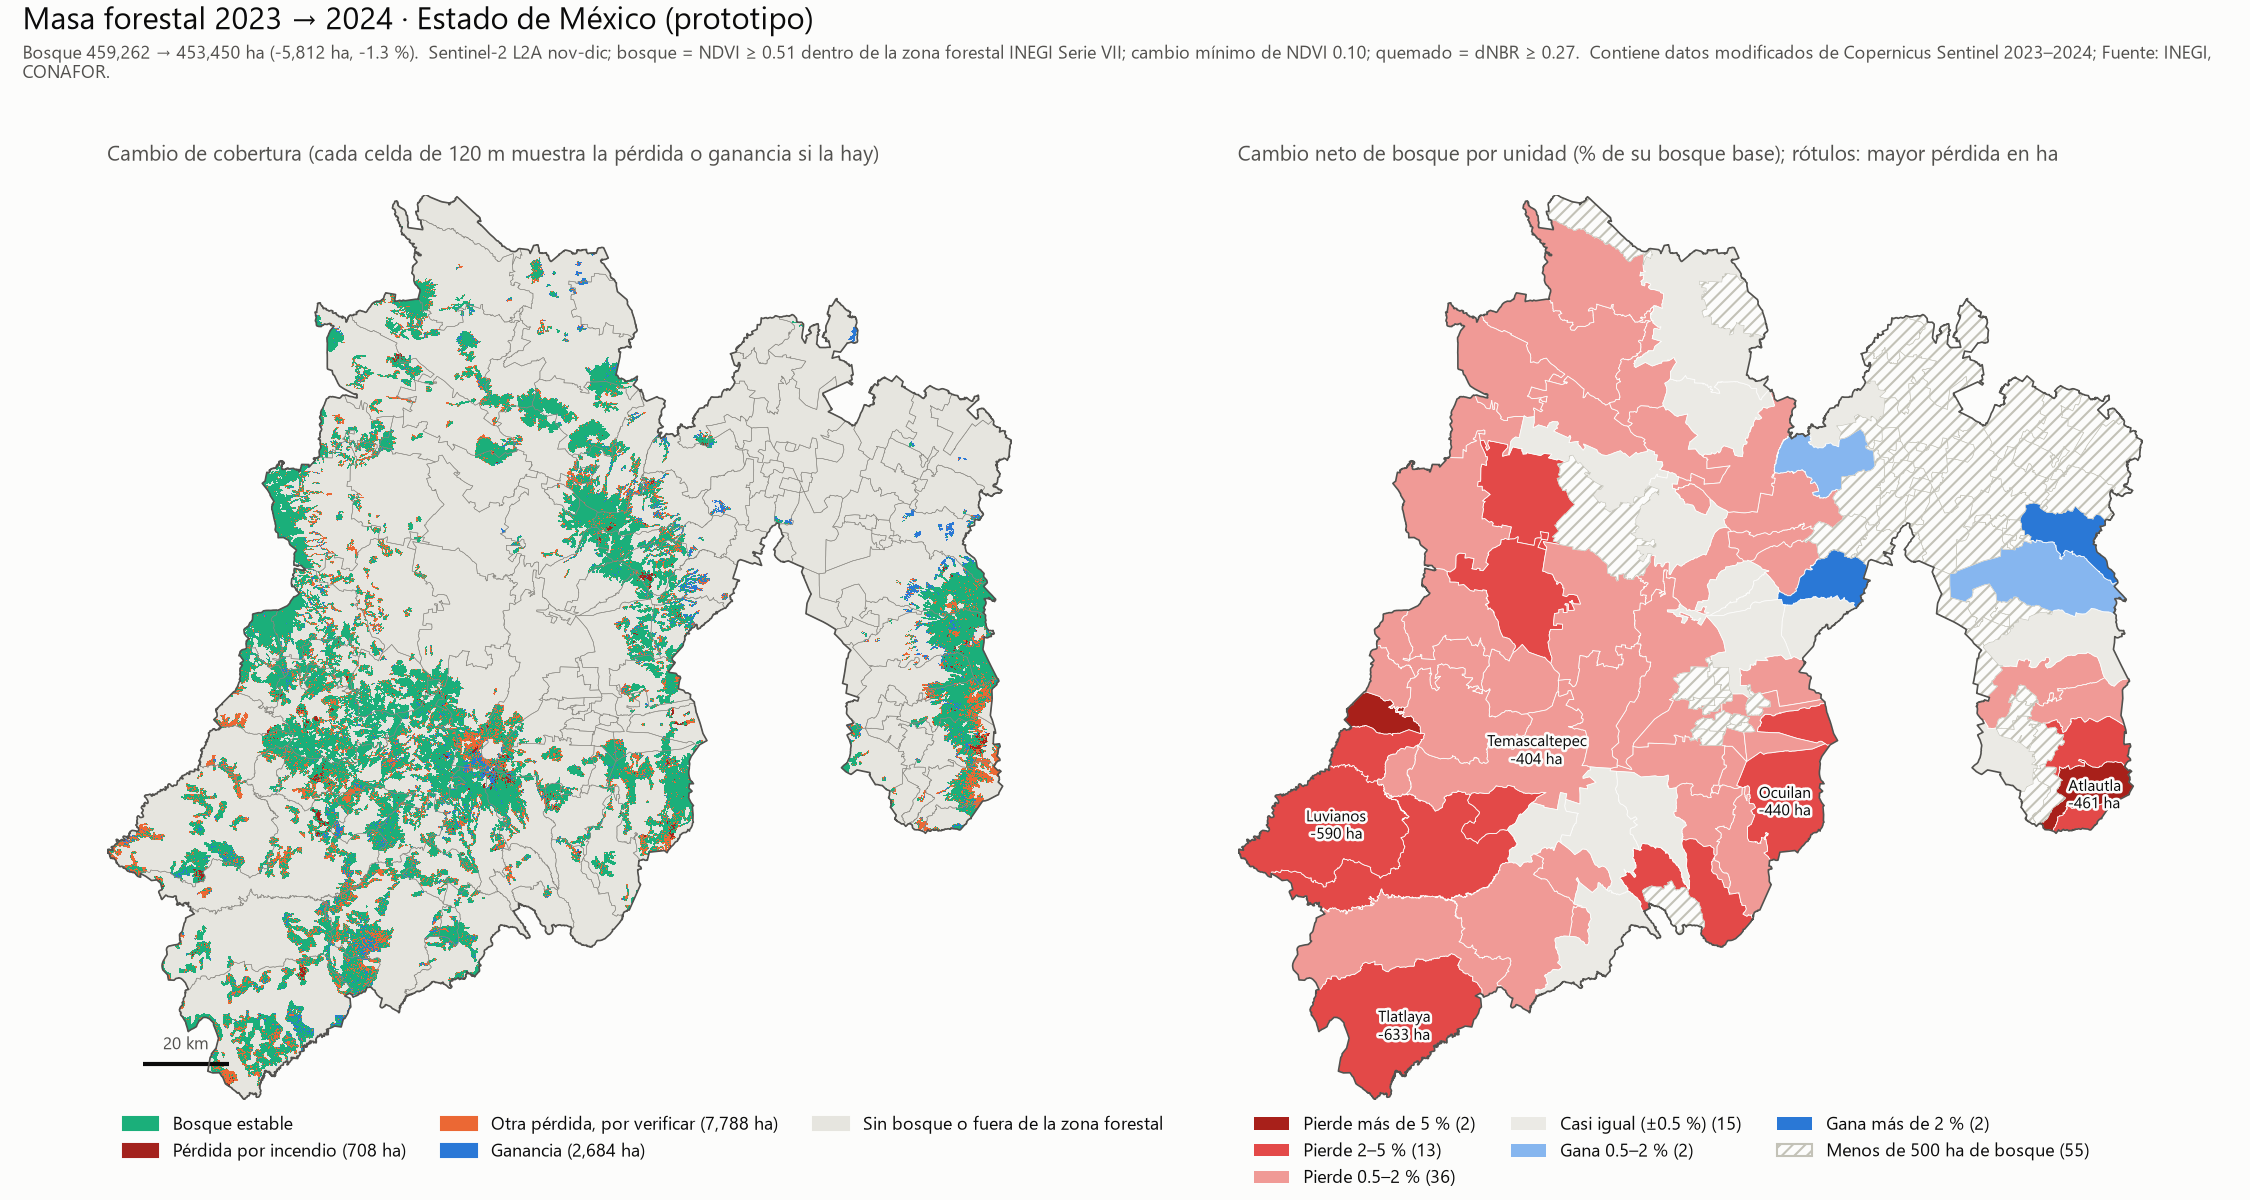 Masa forestal 2023 → 2024 · Estado de México (prototipo)
Bosque 459,262 → 453,450 ha (-5,812 ha, -1.3 %).  Sentinel-2 L2A nov-dic; bosque = NDVI ≥ 0.51 dentro de la zona forestal INEGI Serie VII; cambio mínimo de NDVI 0.10; quemado = dNBR ≥ 0.27.  Contiene datos modificados de Copernicus Sentinel 2023–2024; Fuente: INEGI,
CONAFOR.
Cambio de cobertura (cada celda de 120 m muestra la pérdida o ganancia si la hay)
20 km
Bosque estable
Pérdida por incendio (708 ha)
Otra pérdida, por verificar (7,788 ha)
Ganancia (2,684 ha)
Sin bosque o fuera de la zona forestal
Cambio neto de bosque por unidad (% de su bosque base); rótulos: mayor pérdida en ha
Temascaltepec
-404 ha
Ocuilan
-440 ha
Atlautla
-461 ha
Luvianos
-590 ha
Tlatlaya
-633 ha
Pierde más de 5 % (2)
Pierde 2–5 % (13)
Pierde 0.5–2 % (36)
Casi igual (±0.5 %) (15)
Gana 0.5–2 % (2)
Gana más de 2 % (2)
Menos de 500 ha de bosque (55)